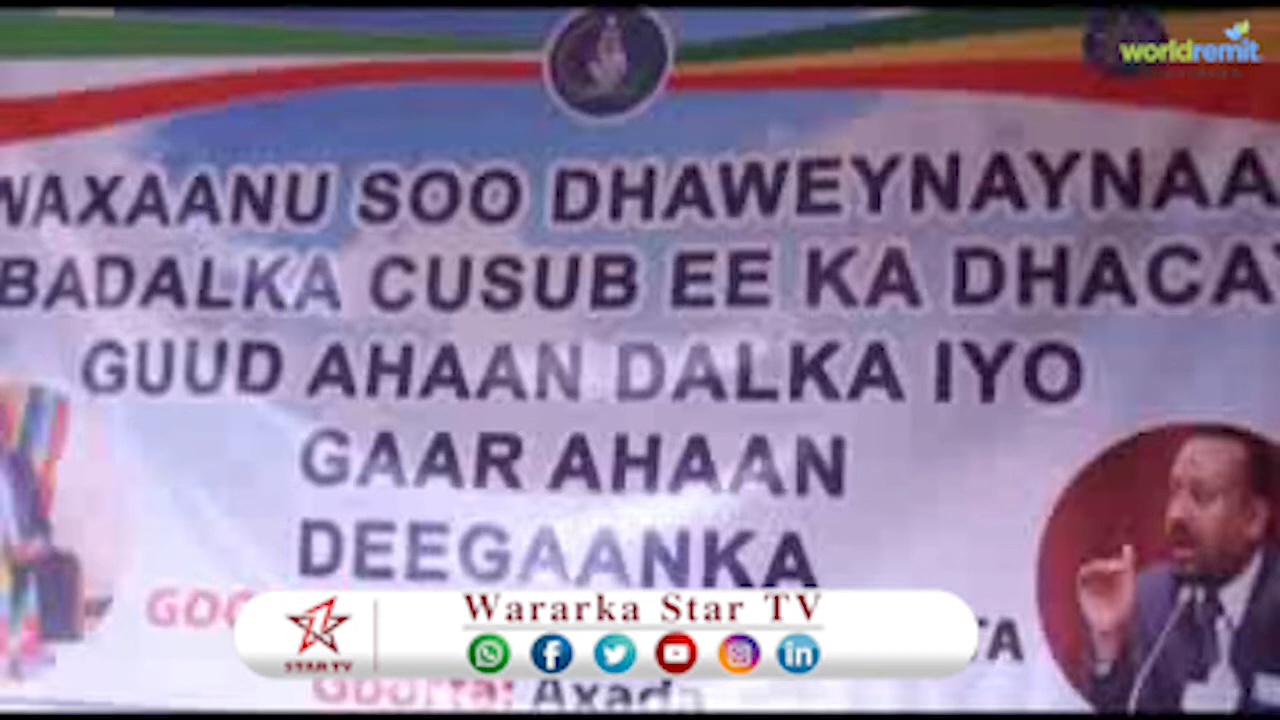 worldremit
WAXAANU SOO DHAWEYNAYNAA
BADALKA CUSUB EE KA DHACAY
GUUD AHAAN DALKA IYO
GAAR AHAAN
DEEGAANKA
Wararka Star TV
STAR TV
Axada